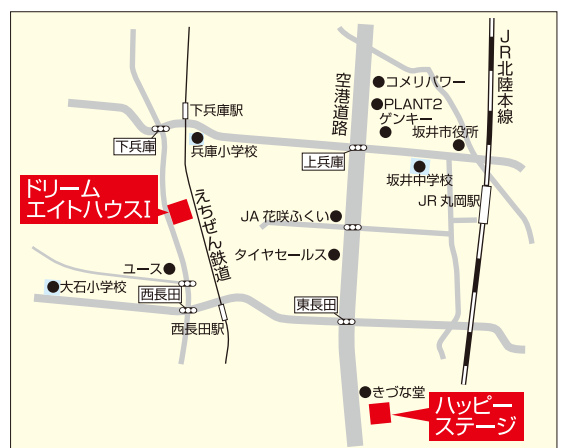 JR北陸本線
空港道路
コメリパワー
PLANT2
ゲンキー
坂井市役所
下兵庫駅
下兵庫
兵庫小学校
上兵庫
坂井中学校
JR 丸岡駅
ドリーム
エイトハウスI
えちぜん鉄道
JA 花咲ふくい
タイヤセールス
ユース
大石小学校
西長田
西長田駅
東長田
きづな堂
ハッピー
ステージ